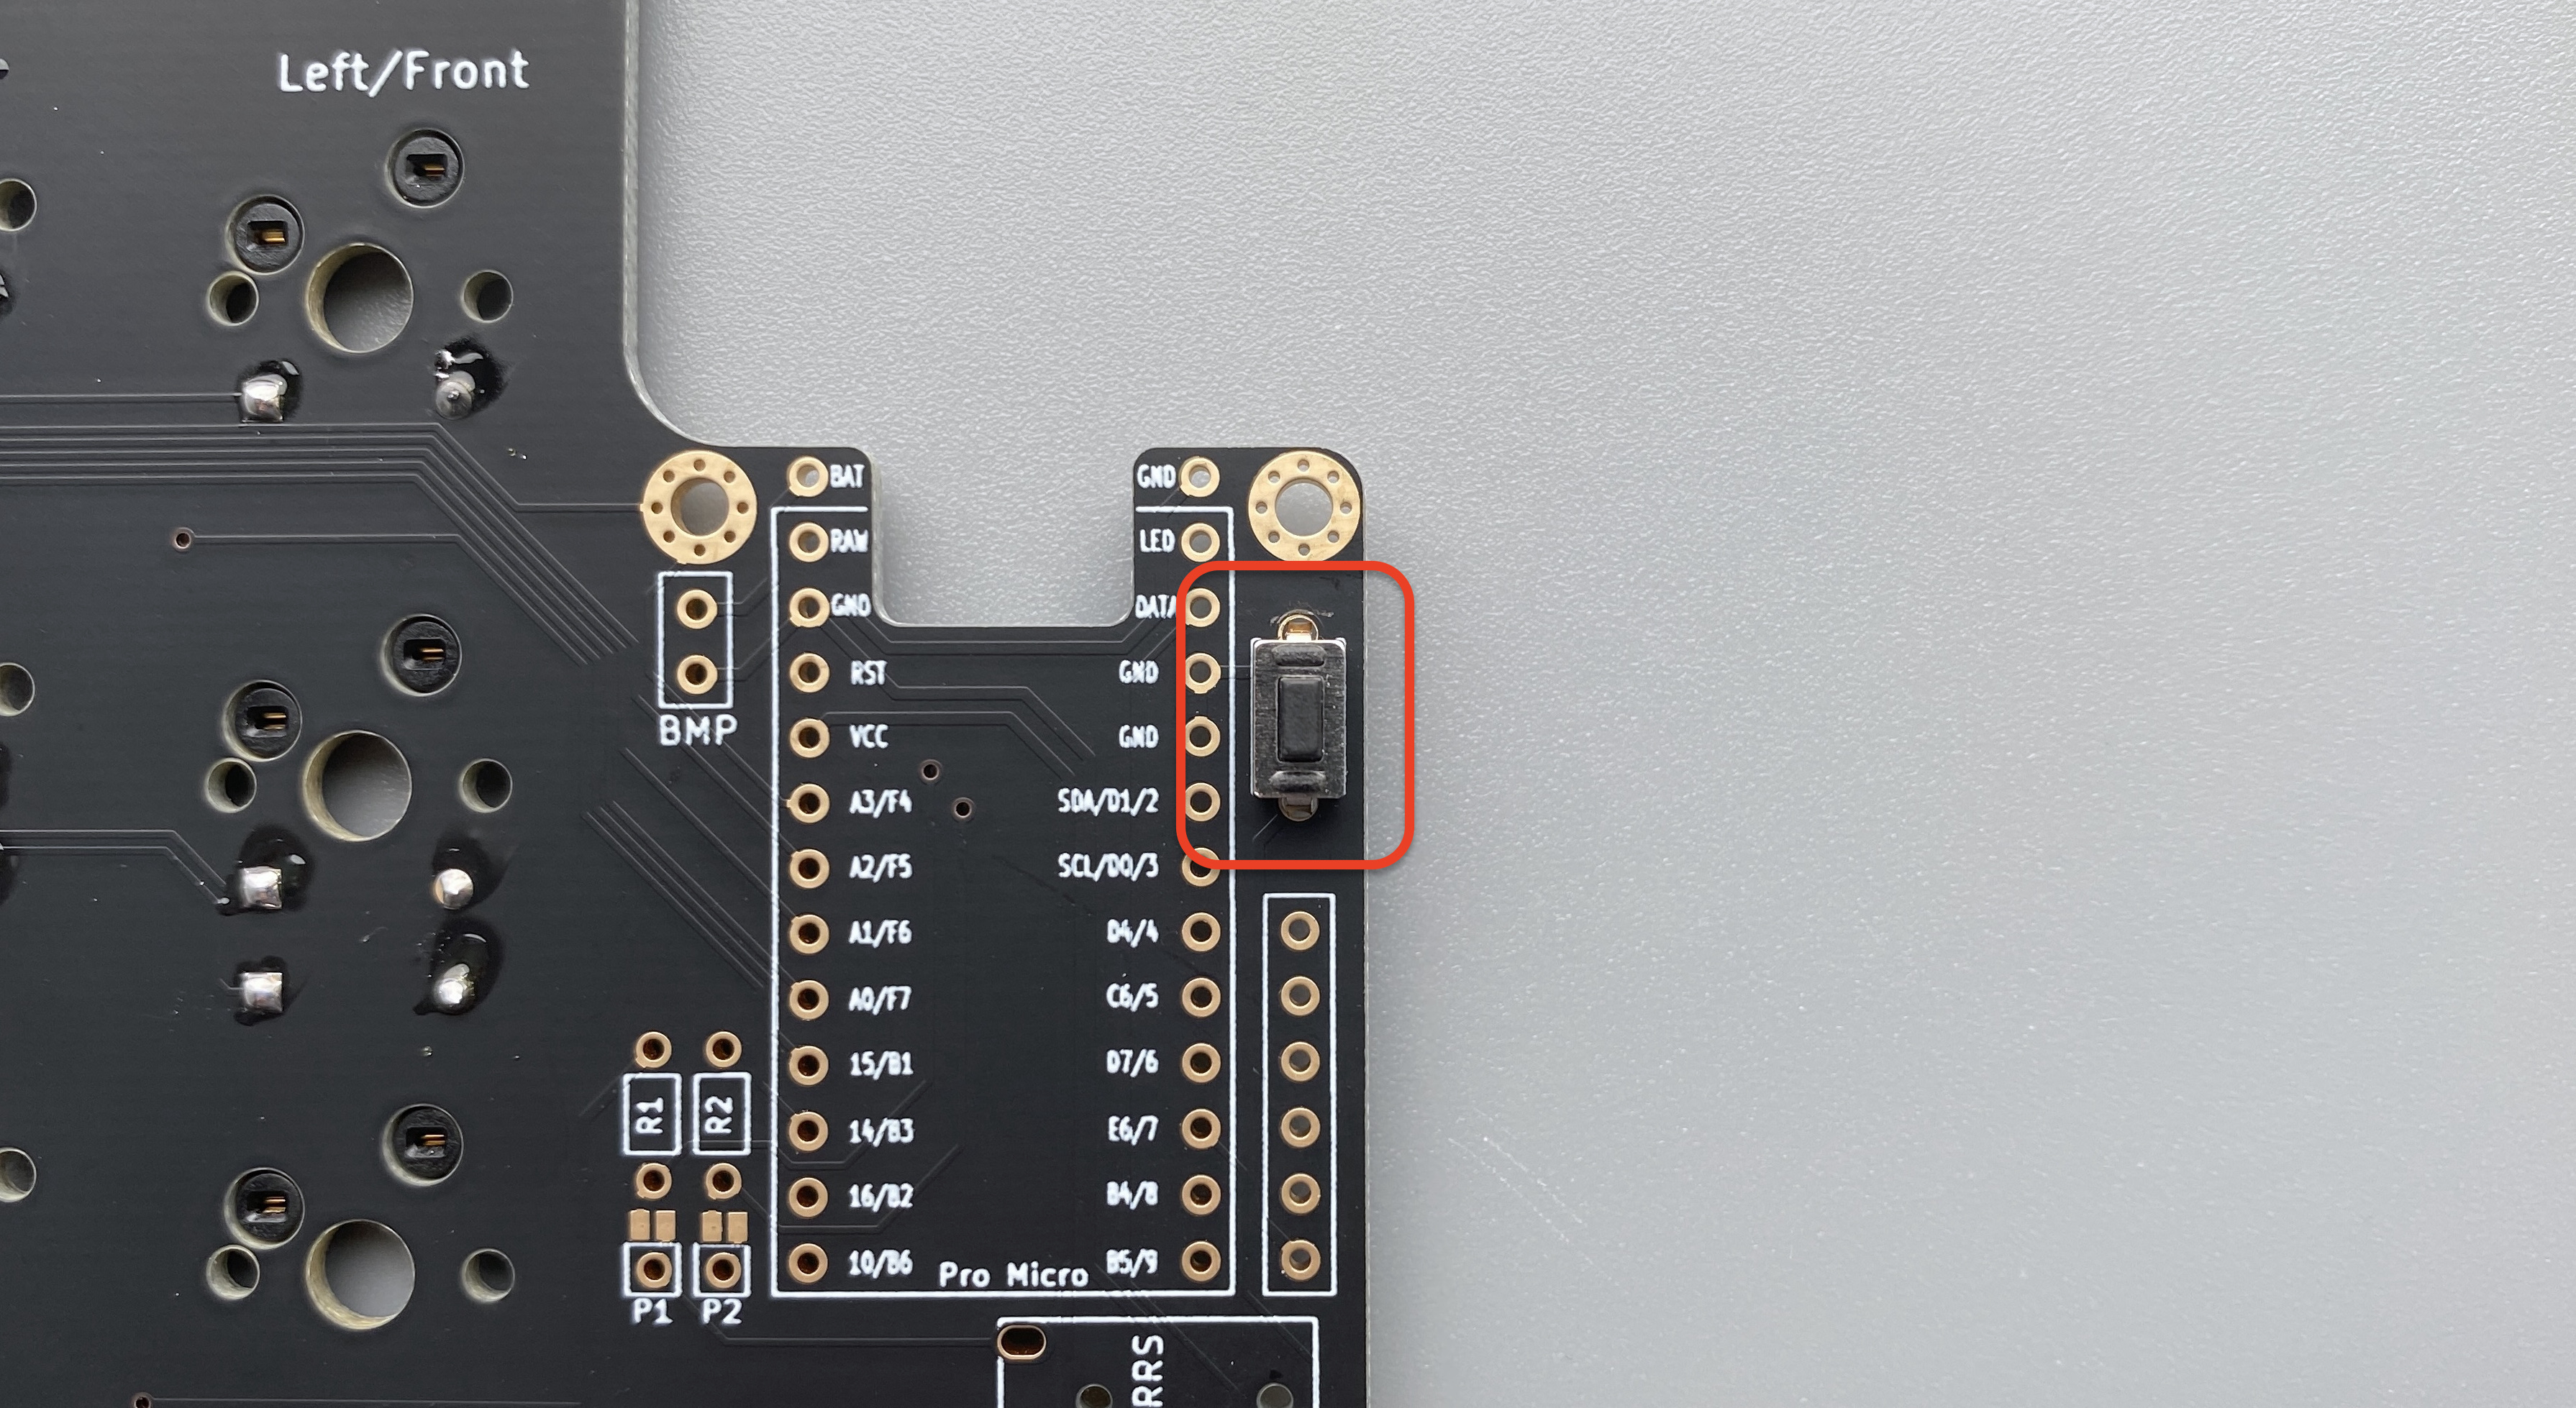 Left/Front
BAT
RAW
GND
RST
VCC
A3/F4
A2/F5
A1/F6
A0/F7
15/B1
14/B3
16/B2
10/B6
GND
LED
DATA
GND
GND
SDA/D1/2
SCL/D0/3
D4/4
C6/5
D7/6
E6/7
B4/8
B5/9
Pro Micro
BMP
R1
R2
P1
P2